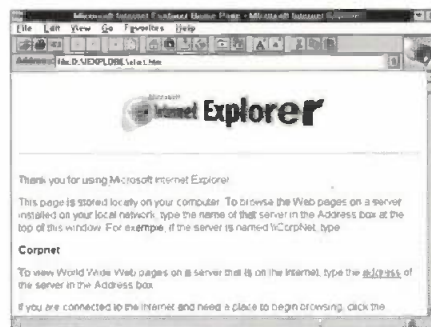 Microsoft Internet Explorer Home Page - Microsoft Internet Explorer
File Edit View Go Favorites Help
Address:
Microsoft
Internet Explorer
Thank you for using Microsoft Internet Explorer
This page is stored locally on your computer. To browse the Web pages on a server
installed on your local network, type the name of that server in the Address box at the
top of this window. For example, if the server is named \\CorpNet, type
Corpnet
To view World Wide Web pages on a server that is on the Internet, type the address of
the server in the Address box
If you are connected to the Internet and need a place to begin browsing, click the